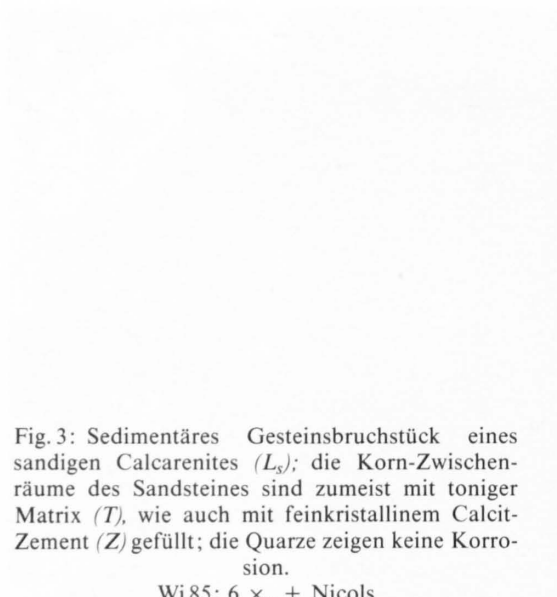 Fig. 3: Sedimentäres Gesteinsbruchstück eines
sandigen Calcarenites (Ls); die Korn-Zwischen-
räume des Sandsteines sind zumeist mit toniger
Matrix (T), wie auch mit feinkristallinem Calcit-
Zement (Z) gefüllt; die Quarze zeigen keine Korro-
sion.
Wi 85; 6 × + Nicols